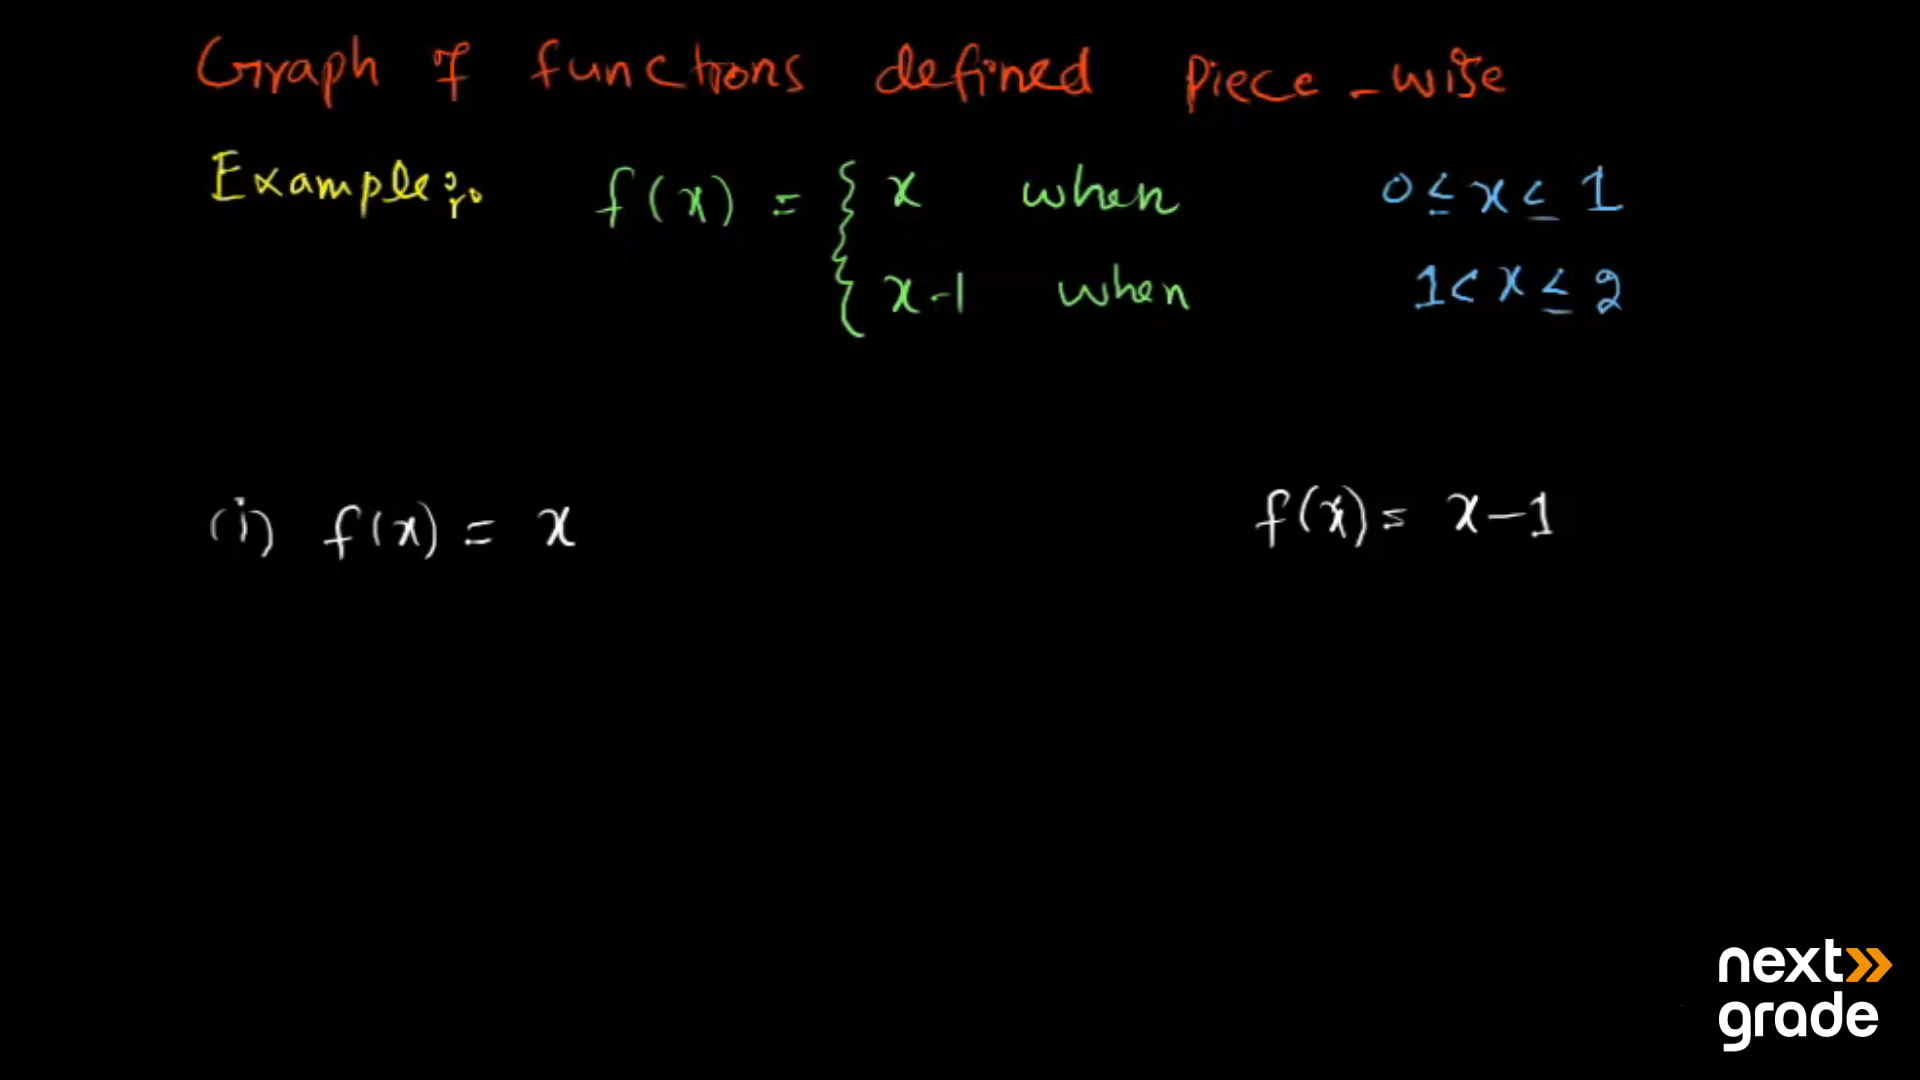 Graph of functions defined Piece-wise
Example:- f(x) = { x when 0 ≤ x ≤ 1
{ x-1 when 1 < x ≤ 2
(i) f(x) = x f(x) = x-1
next
grade